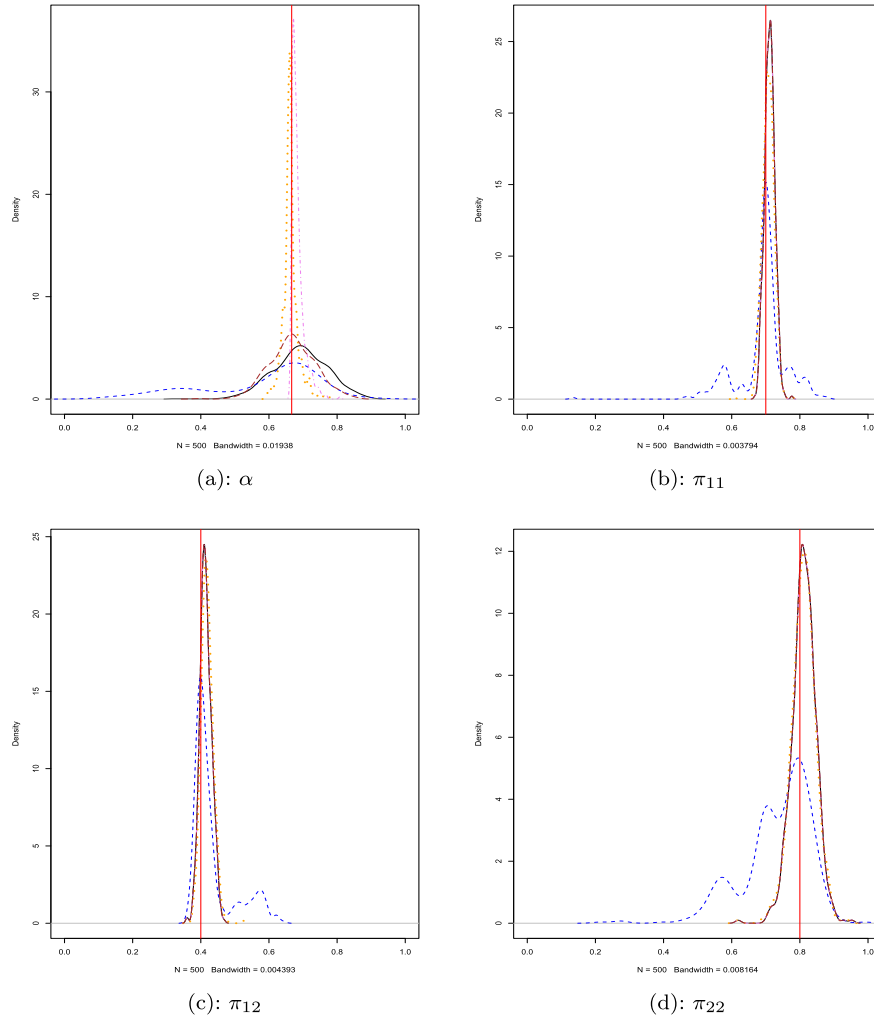 Density
30
20
10
0
0.0 0.2 0.4 0.6 0.8 1.0
N = 500 Bandwidth = 0.01938
(a): α
Density
25
20
15
10
5
0
0.0 0.2 0.4 0.6 0.8 1.0
N = 500 Bandwidth = 0.003794
(b): π11
Density
25
20
15
10
5
0
0.0 0.2 0.4 0.6 0.8 1.0
N = 500 Bandwidth = 0.004393
(c): π12
Density
12
10
8
6
4
2
0
0.0 0.2 0.4 0.6 0.8 1.0
N = 500 Bandwidth = 0.008164
(d): π22